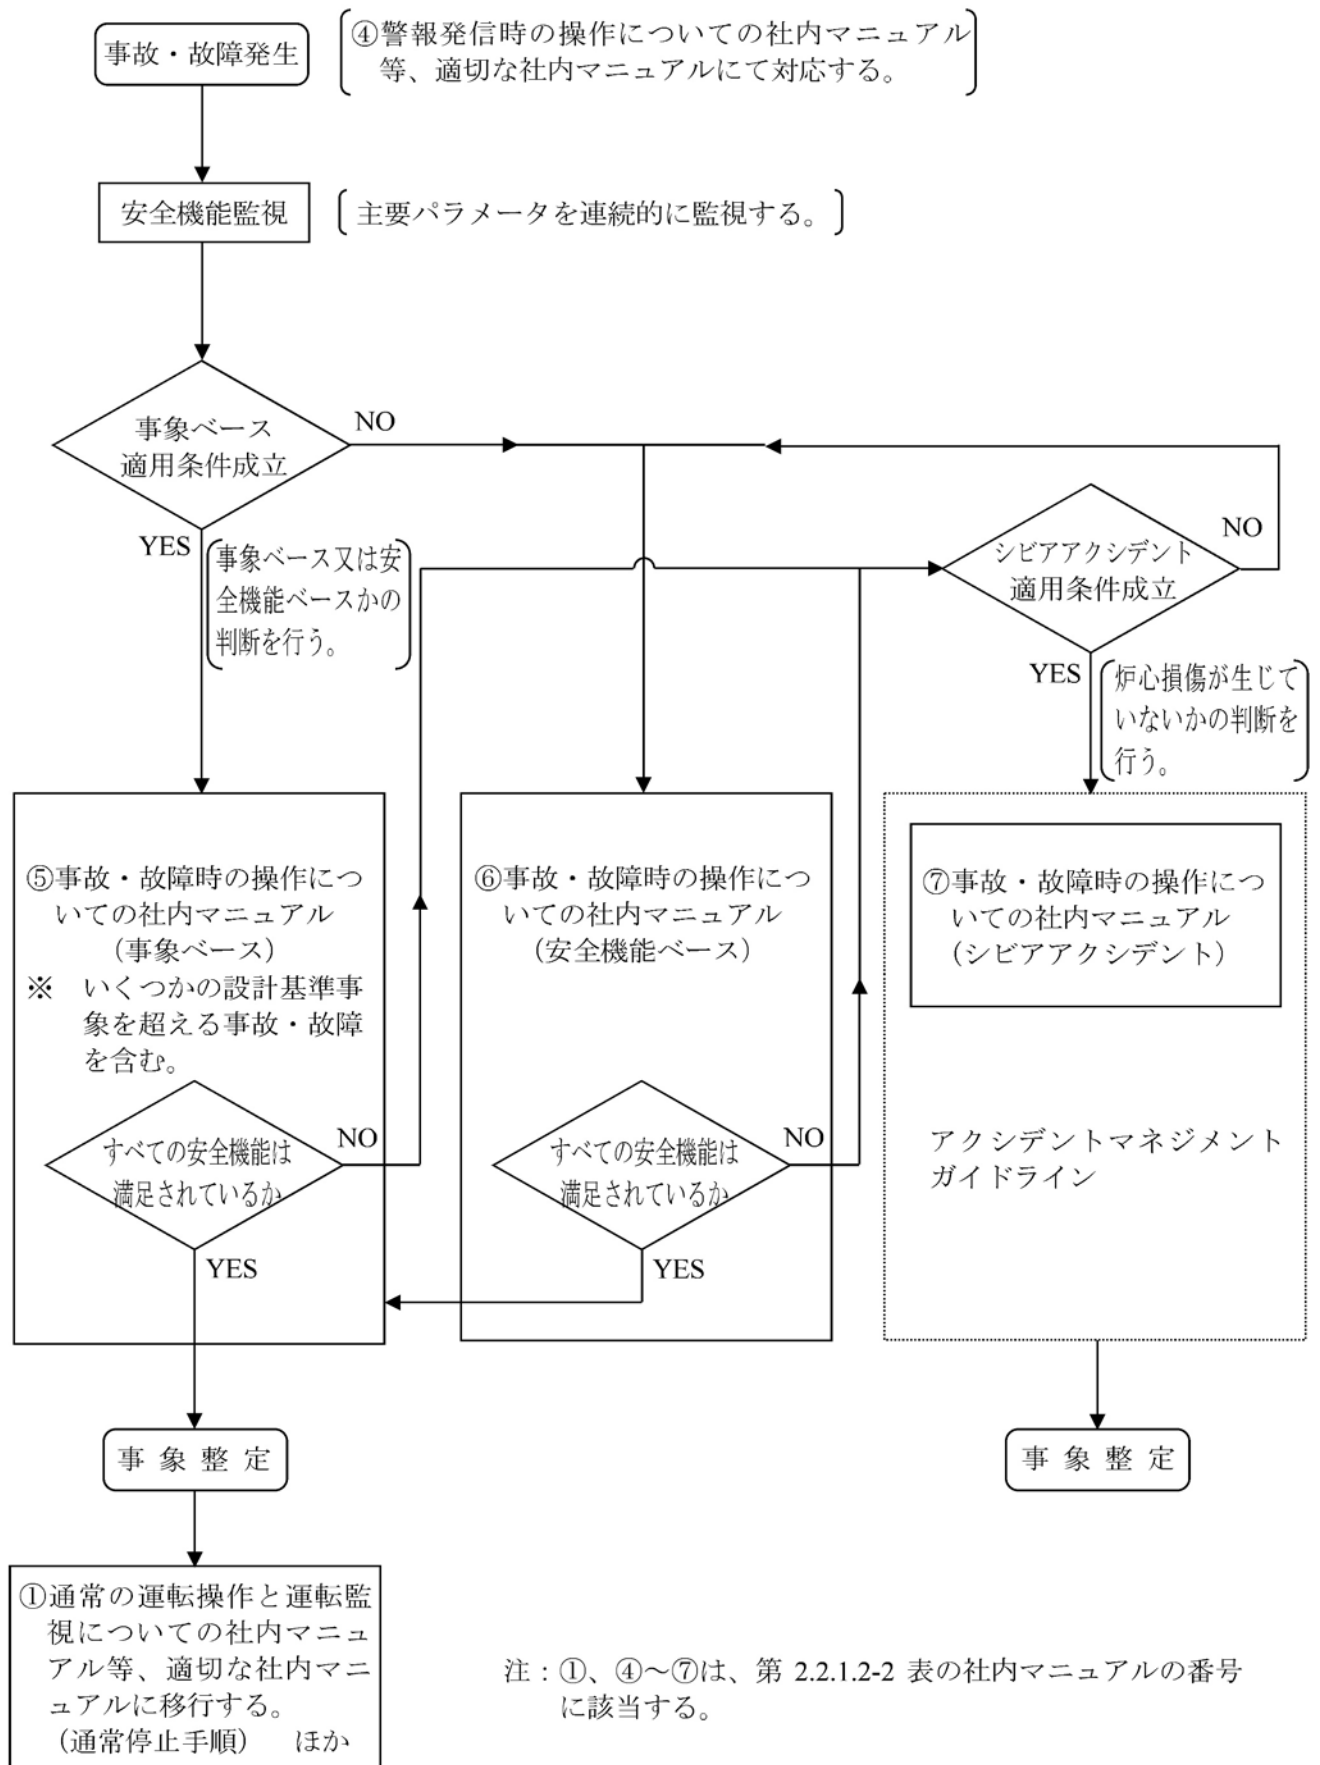 事故・故障発生
④警報発信時の操作についての社内マニュアル
等、適切な社内マニュアルにて対応する。
安全機能監視
主要パラメータを連続的に監視する。
事象ベース
適用条件成立
NO
YES
事象ベース又は安
全機能ベースかの
判断を行う。
シビアアクシデント
適用条件成立
NO
YES
炉心損傷が生じて
いないかの判断を
行う。
⑤事故・故障時の操作につ
いての社内マニュアル
（事象ベース）
※　いくつかの設計基準事
象を超える事故・故障
を含む。
すべての安全機能は
満足されているか
NO
YES
⑥事故・故障時の操作につ
いての社内マニュアル
（安全機能ベース）
すべての安全機能は
満足されているか
NO
YES
⑦事故・故障時の操作につ
いての社内マニュアル
（シビアアクシデント）
アクシデントマネジメント
ガイドライン
事 象 整 定
事 象 整 定
①通常の運転操作と運転監
視についての社内マニュ
アル等、適切な社内マニ
ュアルに移行する。
（通常停止手順）　ほか
注：①、④～⑦は、第 2.2.1.2-2 表の社内マニュアルの番号
に該当する。